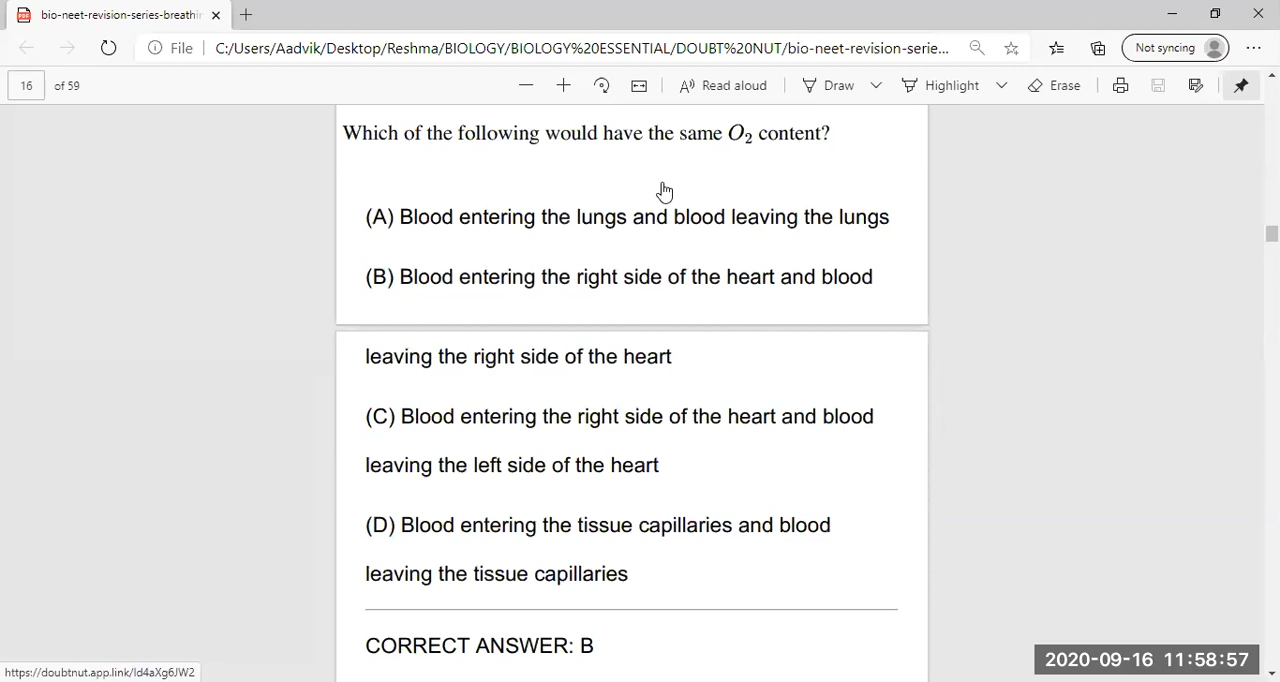 bio-neet-revision-series-breathin
File
C:/Users/Aadvik/Desktop/Reshma/BIOLOGY/BIOLOGY%20ESSENTIAL/DOUBT%20NUT/bio-neet-revision-serie...
Not syncing
16 of 59
Read aloud
Draw
Highlight
Erase
Which of the following would have the same O₂ content?
(A) Blood entering the lungs and blood leaving the lungs
(B) Blood entering the right side of the heart and blood
leaving the right side of the heart
(C) Blood entering the right side of the heart and blood
leaving the left side of the heart
(D) Blood entering the tissue capillaries and blood
leaving the tissue capillaries
CORRECT ANSWER: B
2020-09-16 11:58:57
https://doubtnut.app.link/Id4aXg6JW2